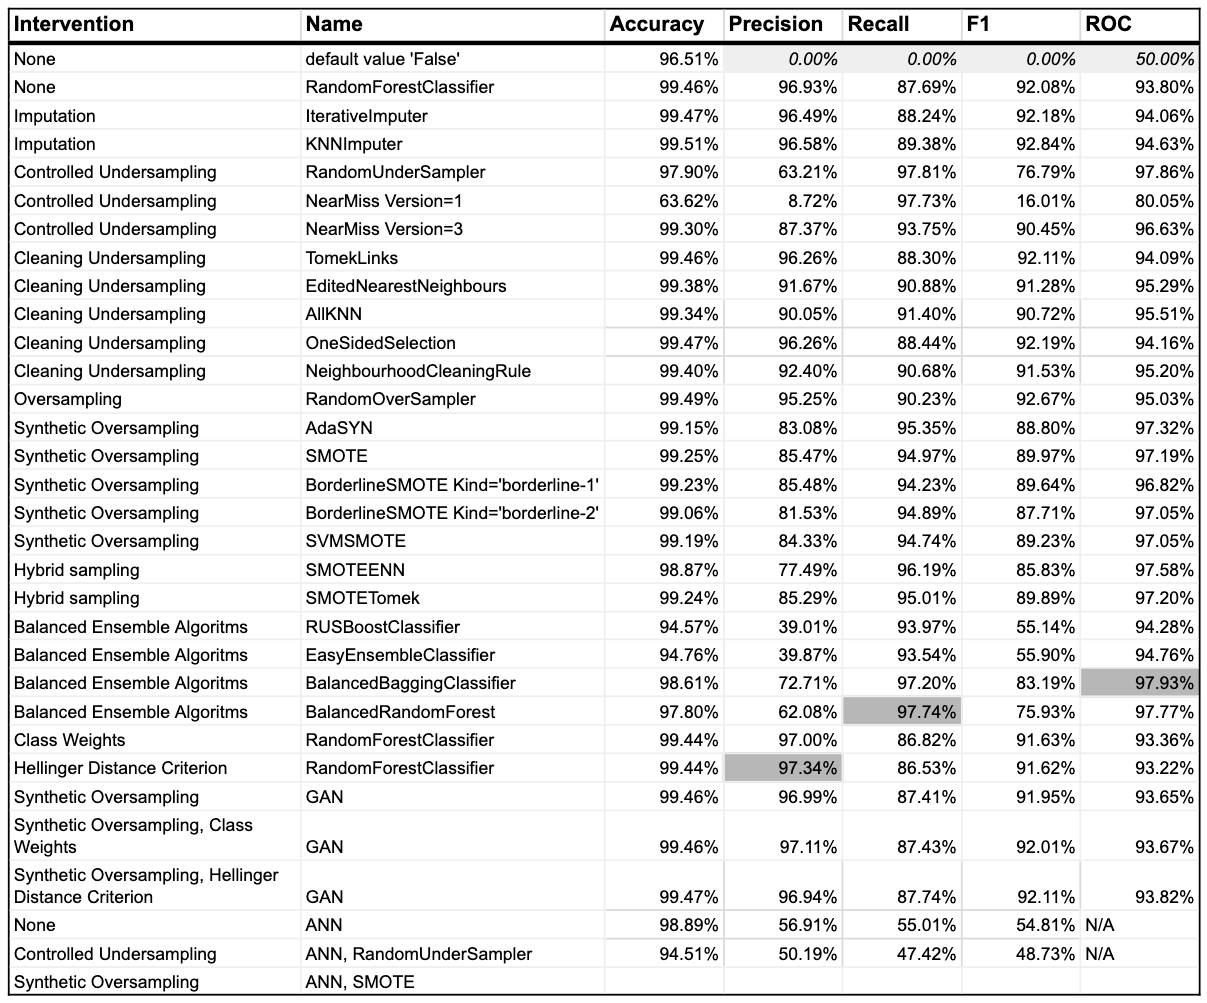 Intervention Name Accuracy Precision Recall F1 ROC
None default value 'False' 96.51% 0.00% 0.00% 0.00% 50.00%
None RandomForestClassifier 99.46% 96.93% 87.69% 92.08% 93.80%
Imputation IterativeImputer 99.47% 96.49% 88.24% 92.18% 94.06%
Imputation KNNImputer 99.51% 96.58% 89.38% 92.84% 94.63%
Controlled Undersampling RandomUnderSampler 97.90% 63.21% 97.81% 76.79% 97.86%
Controlled Undersampling NearMiss Version=1 63.62% 8.72% 97.73% 16.01% 80.05%
Controlled Undersampling NearMiss Version=3 99.30% 87.37% 93.75% 90.45% 96.63%
Cleaning Undersampling TomekLinks 99.46% 96.26% 88.30% 92.11% 94.09%
Cleaning Undersampling EditedNearestNeighbours 99.38% 91.67% 90.88% 91.28% 95.29%
Cleaning Undersampling AllKNN 99.34% 90.05% 91.40% 90.72% 95.51%
Cleaning Undersampling OneSidedSelection 99.47% 96.26% 88.44% 92.19% 94.16%
Cleaning Undersampling NeighbourhoodCleaningRule 99.40% 92.40% 90.68% 91.53% 95.20%
Oversampling RandomOverSampler 99.49% 95.25% 90.23% 92.67% 95.03%
Synthetic Oversampling AdaSYN 99.15% 83.08% 95.35% 88.80% 97.32%
Synthetic Oversampling SMOTE 99.25% 85.47% 94.97% 89.97% 97.19%
Synthetic Oversampling BorderlineSMOTE Kind='borderline-1' 99.23% 85.48% 94.23% 89.64% 96.82%
Synthetic Oversampling BorderlineSMOTE Kind='borderline-2' 99.06% 81.53% 94.89% 87.71% 97.05%
Synthetic Oversampling SVMSMOTE 99.19% 84.33% 94.74% 89.23% 97.05%
Hybrid sampling SMOTEENN 98.87% 77.49% 96.19% 85.83% 97.58%
Hybrid sampling SMOTETomek 99.24% 85.29% 95.01% 89.89% 97.20%
Balanced Ensemble Algoritms RUSBoostClassifier 94.57% 39.01% 93.97% 55.14% 94.28%
Balanced Ensemble Algoritms EasyEnsembleClassifier 94.76% 39.87% 93.54% 55.90% 94.76%
Balanced Ensemble Algoritms BalancedBaggingClassifier 98.61% 72.71% 97.20% 83.19% 97.93%
Balanced Ensemble Algoritms BalancedRandomForest 97.80% 62.08% 97.74% 75.93% 97.77%
Class Weights RandomForestClassifier 99.44% 97.00% 86.82% 91.63% 93.36%
Hellinger Distance Criterion RandomForestClassifier 99.44% 97.34% 86.53% 91.62% 93.22%
Synthetic Oversampling GAN 99.46% 96.99% 87.41% 91.95% 93.65%
Synthetic Oversampling, Class
Weights GAN 99.46% 97.11% 87.43% 92.01% 93.67%
Synthetic Oversampling, Hellinger
Distance Criterion GAN 99.47% 96.94% 87.74% 92.11% 93.82%
None ANN 98.89% 56.91% 55.01% 54.81% N/A
Controlled Undersampling ANN, RandomUnderSampler 94.51% 50.19% 47.42% 48.73% N/A
Synthetic Oversampling ANN, SMOTE